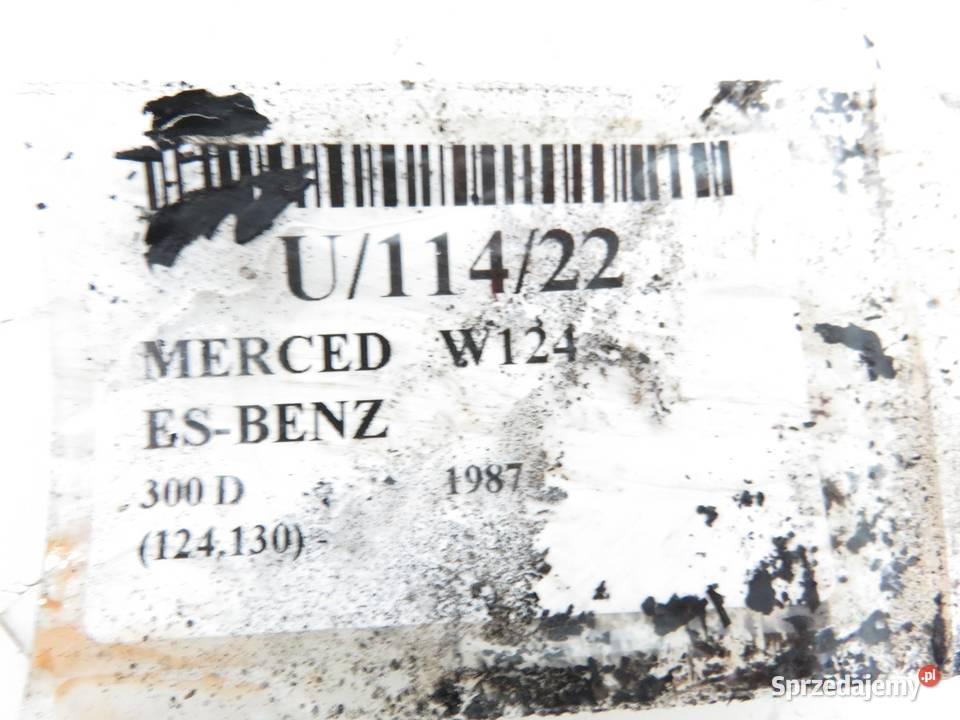 U/114/22
MERCED W124
ES-BENZ
300 D 1987
(124.130) -
Sprzedajemy.pl